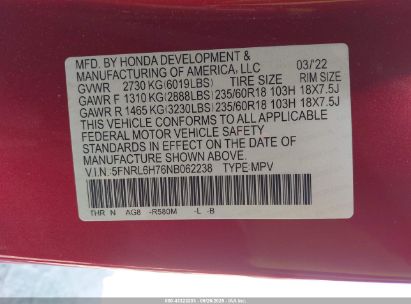 MFD. BY HONDA DEVELOPMENT &
MANUFACTURING OF AMERICA, LLC 03/'22
GVWR 2730 KG(6019LBS) TIRE SIZE RIM SIZE
GAWR F 1310 KG(2888LBS) 235/60R18 103H 18X7.5J
GAWR R 1465 KG(3230LBS) 235/60R18 103H 18X7.5J
THIS VEHICLE CONFORMS TO ALL APPLICABLE
FEDERAL MOTOR VEHICLE SAFETY
STANDARDS IN EFFECT ON THE DATE OF
MANUFACTURE SHOWN ABOVE.
V.I.N: 5FNRL6H76NB062238 TYPE:MPV
THR N AG8 -R580M -L -B